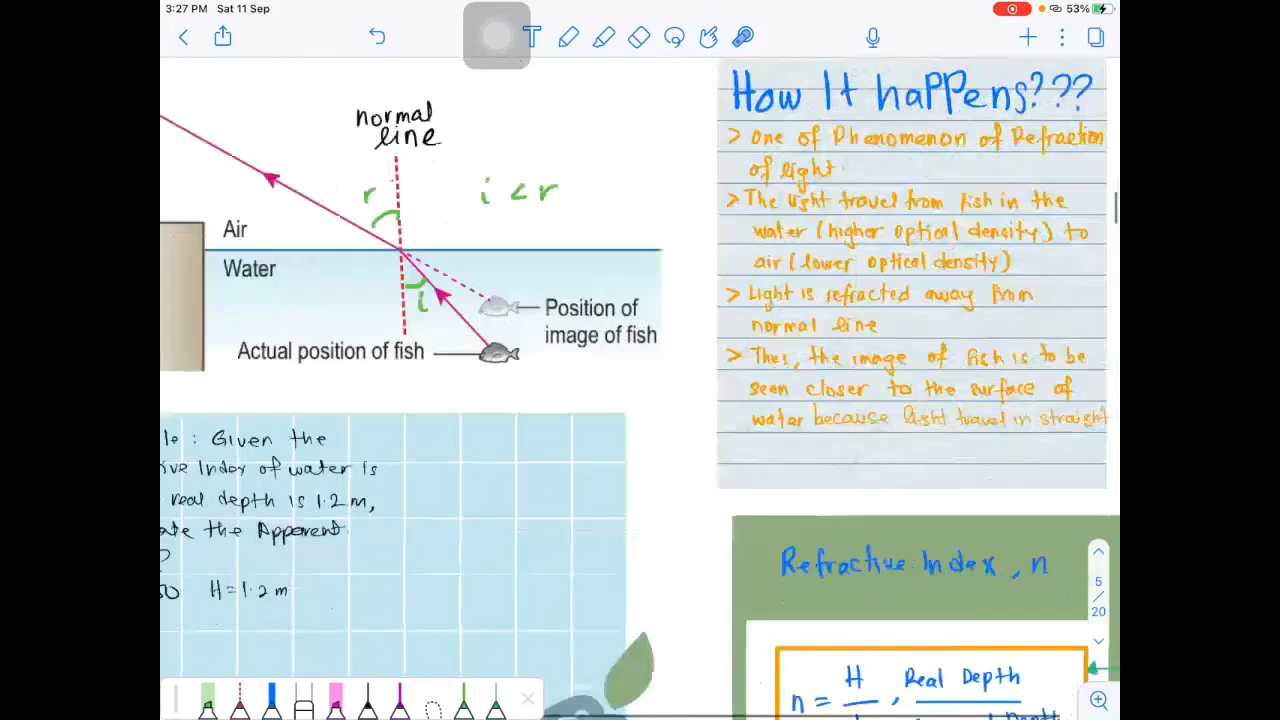 3:27 PM Sat 11 Sep
53%
normal
line
r
i < r
Air
Water
i
Position of
image of fish
Actual position of fish
How It happens???
> One of Phenomenon of Refraction
of light
> The light travel from fish in the
water (higher optical density) to
air (lower optical density)
> Light is refracted away from
normal line
> Thus, the image of fish is to be
seen closer to the surface of
water because light travel in straight
le : Given the
ive Index of water is
real depth is 1.2 m,
ate the Apparent
H = 1.2 m
Refractive Index, n
5
/
20
n = H , Real Depth